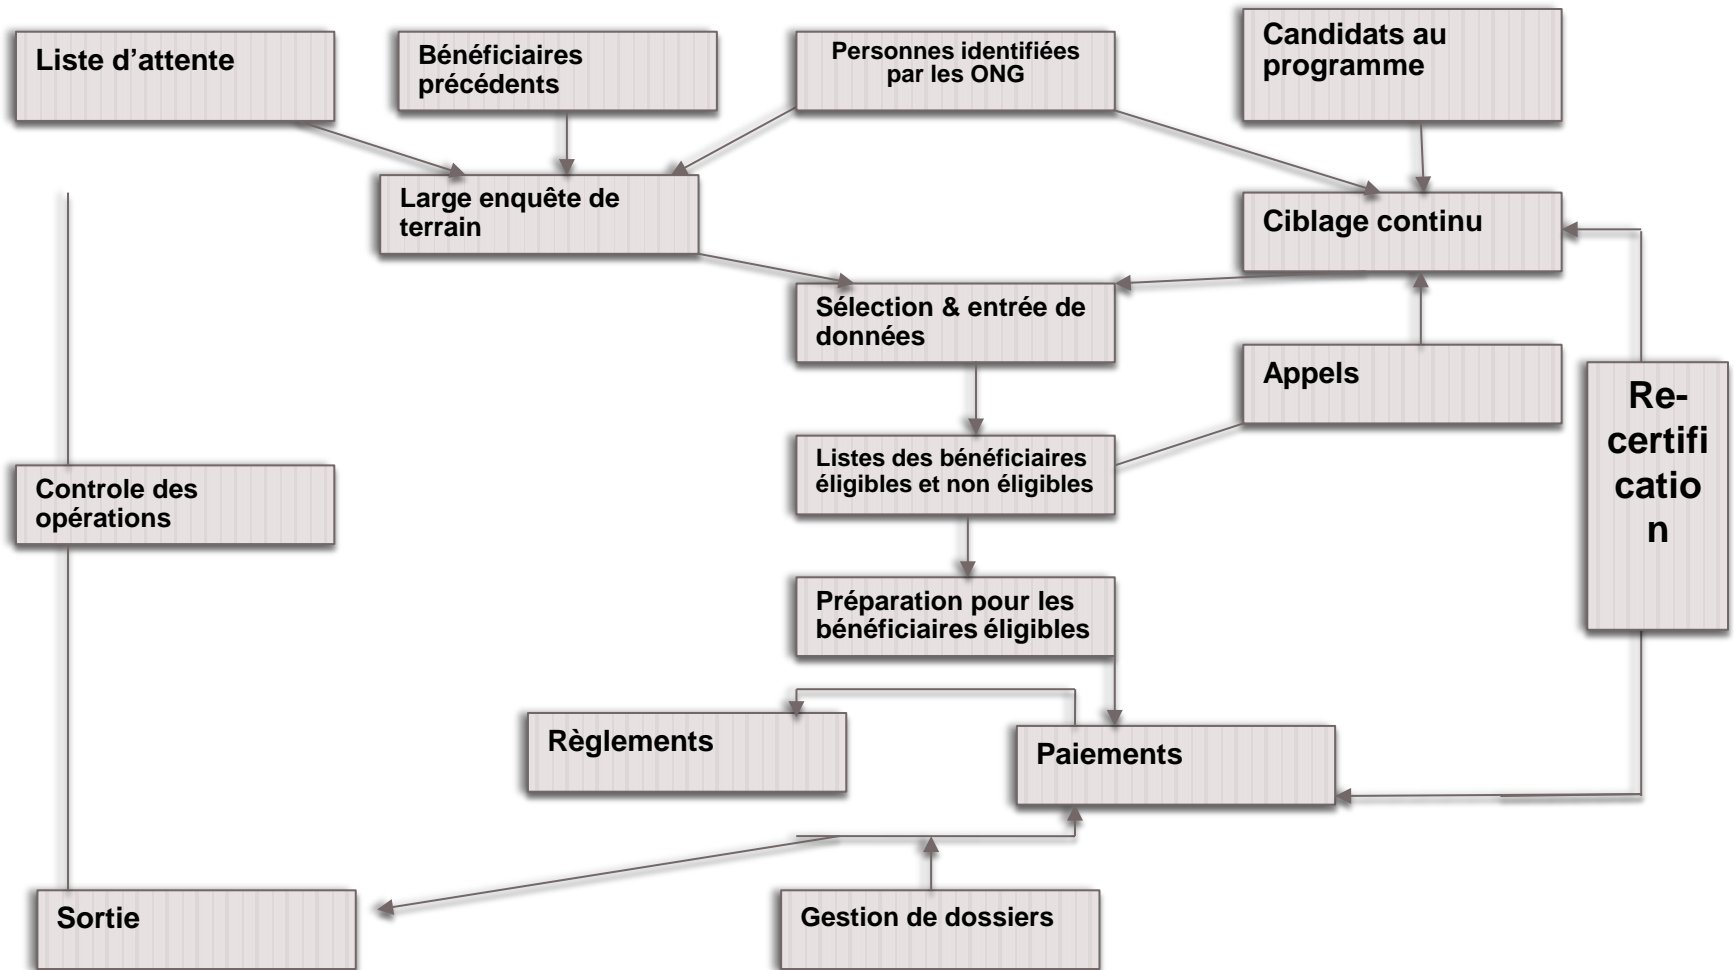 Liste d’attente
Bénéficiaires
précédents
Personnes identifiées
par les ONG
Candidats au
programme
Large enquête de
terrain
Ciblage continu
Sélection & entrée de
données
Appels
Re-
certifi
catio
n
Listes des bénéficiaires
éligibles et non éligibles
Controle des
opérations
Préparation pour les
bénéficiaires éligibles
Règlements
Paiements
Sortie
Gestion de dossiers